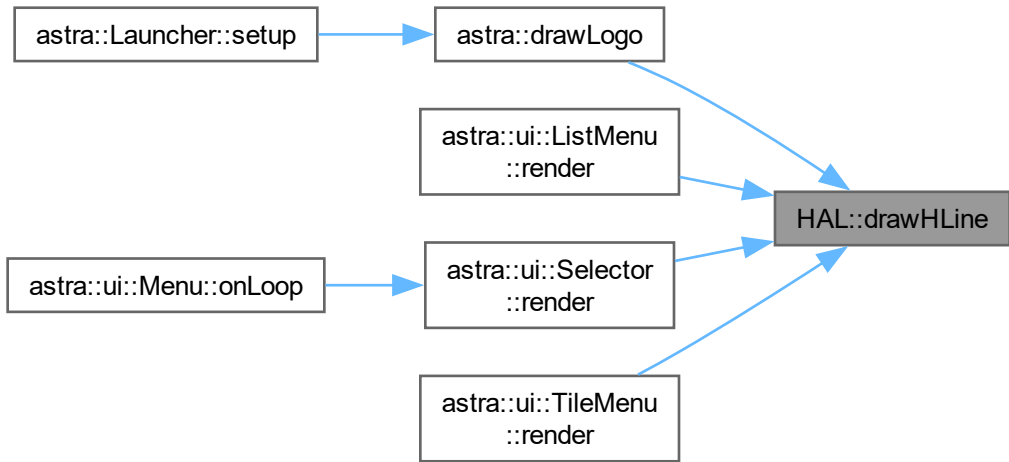 astra::Launcher::setup
astra::drawLogo
astra::ui::ListMenu
::render
HAL::drawHLine
astra::ui::Menu::onLoop
astra::ui::Selector
::render
astra::ui::TileMenu
::render